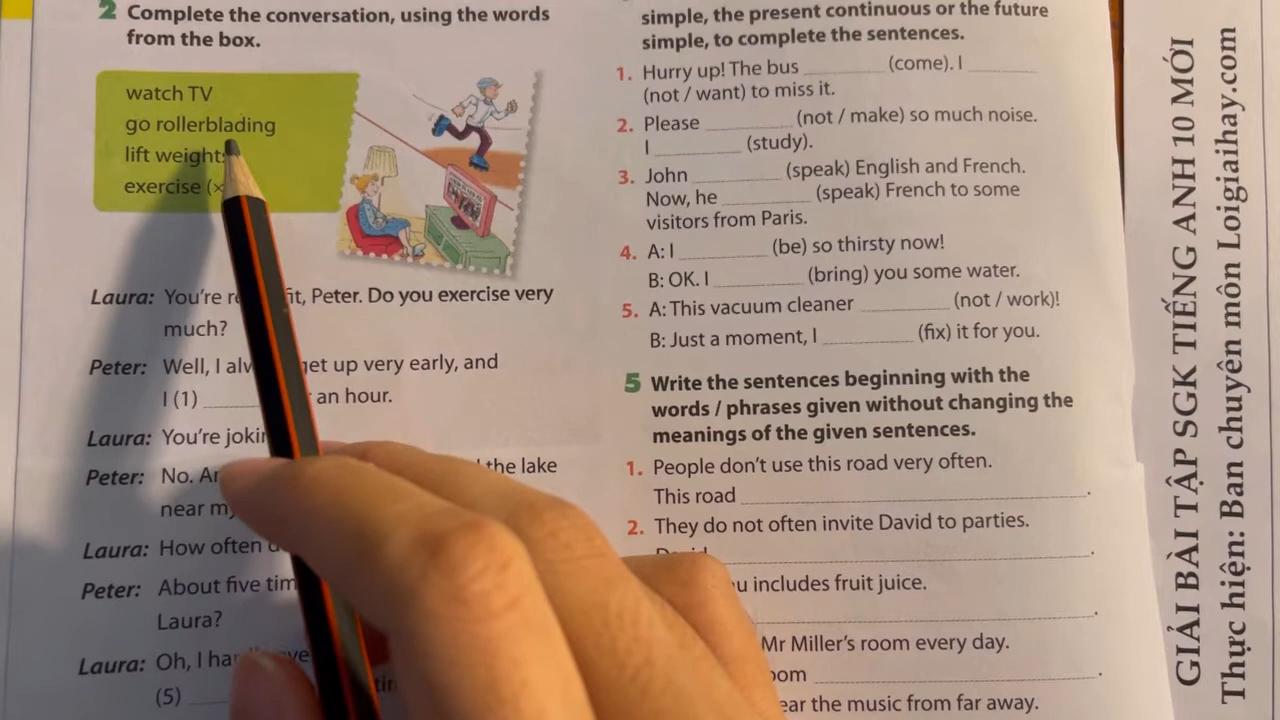 2 Complete the conversation, using the words
from the box.
watch TV
go rollerblading
lift weights
exercise (x
Laura: You're fit, Peter. Do you exercise very
much?
Peter: Well, I get up very early, and
I (1) ________ an hour.
Laura: You're
Peter: No. the lake
near
Laura: How often
Peter: About five
Laura?
Laura: Oh, I
(5) ____
simple, the present continuous or the future
simple, to complete the sentences.
1. Hurry up! The bus ________ (come). I ________
(not / want) to miss it.
2. Please ________ (not / make) so much noise.
I ________ (study).
3. John ________ (speak) English and French.
Now, he ________ (speak) French to some
visitors from Paris.
4. A: I ________ (be) so thirsty now!
B: OK. I ________ (bring) you some water.
5. A: This vacuum cleaner ________ (not / work)!
B: Just a moment, I ________ (fix) it for you.
5 Write the sentences beginning with the
words / phrases given without changing the
meanings of the given sentences.
1. People don't use this road very often.
This road ________.
2. They do not often invite David to parties.
________.
includes fruit juice.
________.
Mr Miller's room every day.
________.
the music from far away.
GIẢI BÀI TẬP SGK TIẾNG ANH 10 MỚI
Thực hiện: Ban chuyên môn Loigiaihay.com